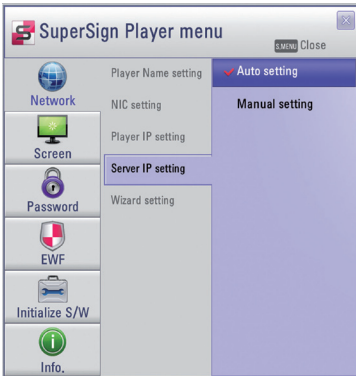 SuperSign Player menu
S.MENU Close
Network
Screen
Password
EWF
Initialize S/W
Info.
Player Name setting
NIC setting
Player IP setting
Server IP setting
Wizard setting
Auto setting
Manual setting